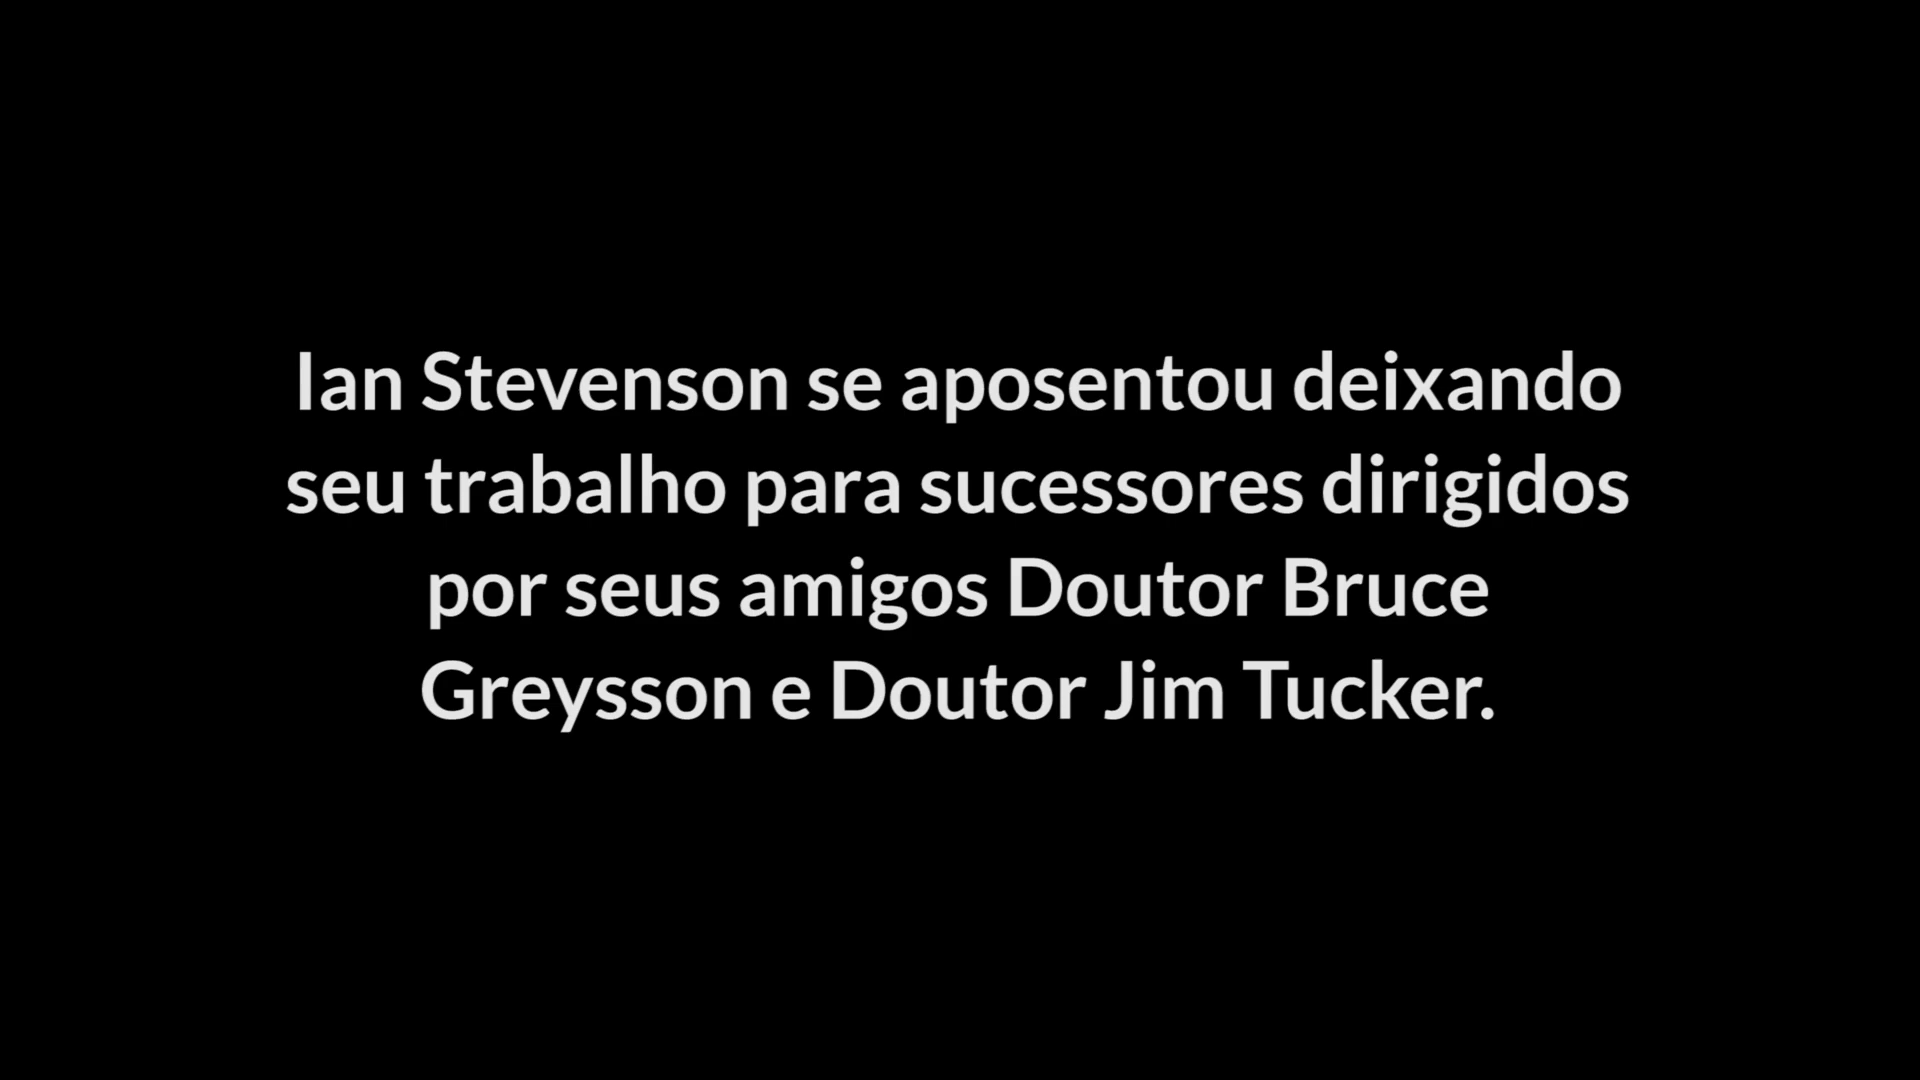 Ian Stevenson se aposentou deixando
seu trabalho para sucessores dirigidos
por seus amigos Doutor Bruce
Greysson e Doutor Jim Tucker.